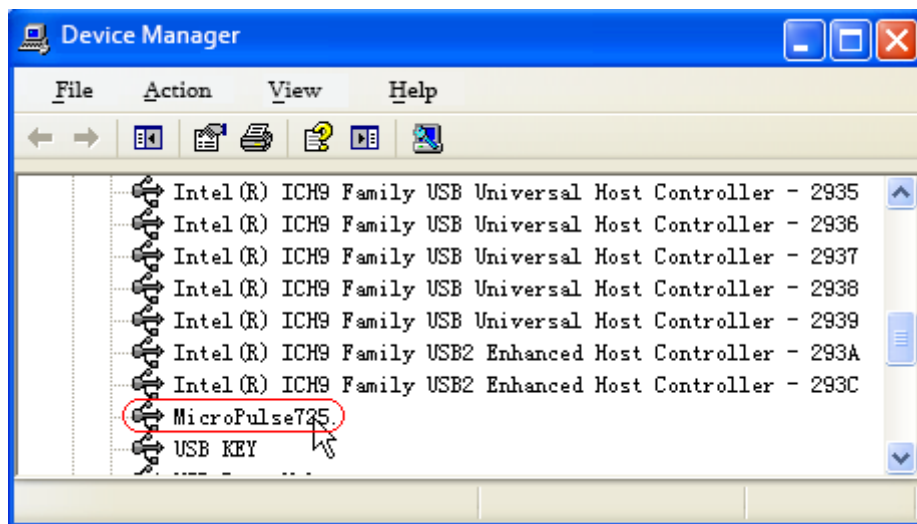 Device Manager
File Action View Help
Intel(R) ICH9 Family USB Universal Host Controller - 2935
Intel(R) ICH9 Family USB Universal Host Controller - 2936
Intel(R) ICH9 Family USB Universal Host Controller - 2937
Intel(R) ICH9 Family USB Universal Host Controller - 2938
Intel(R) ICH9 Family USB Universal Host Controller - 2939
Intel(R) ICH9 Family USB2 Enhanced Host Controller - 293A
Intel(R) ICH9 Family USB2 Enhanced Host Controller - 293C
MicroPulse725.
USB KEY